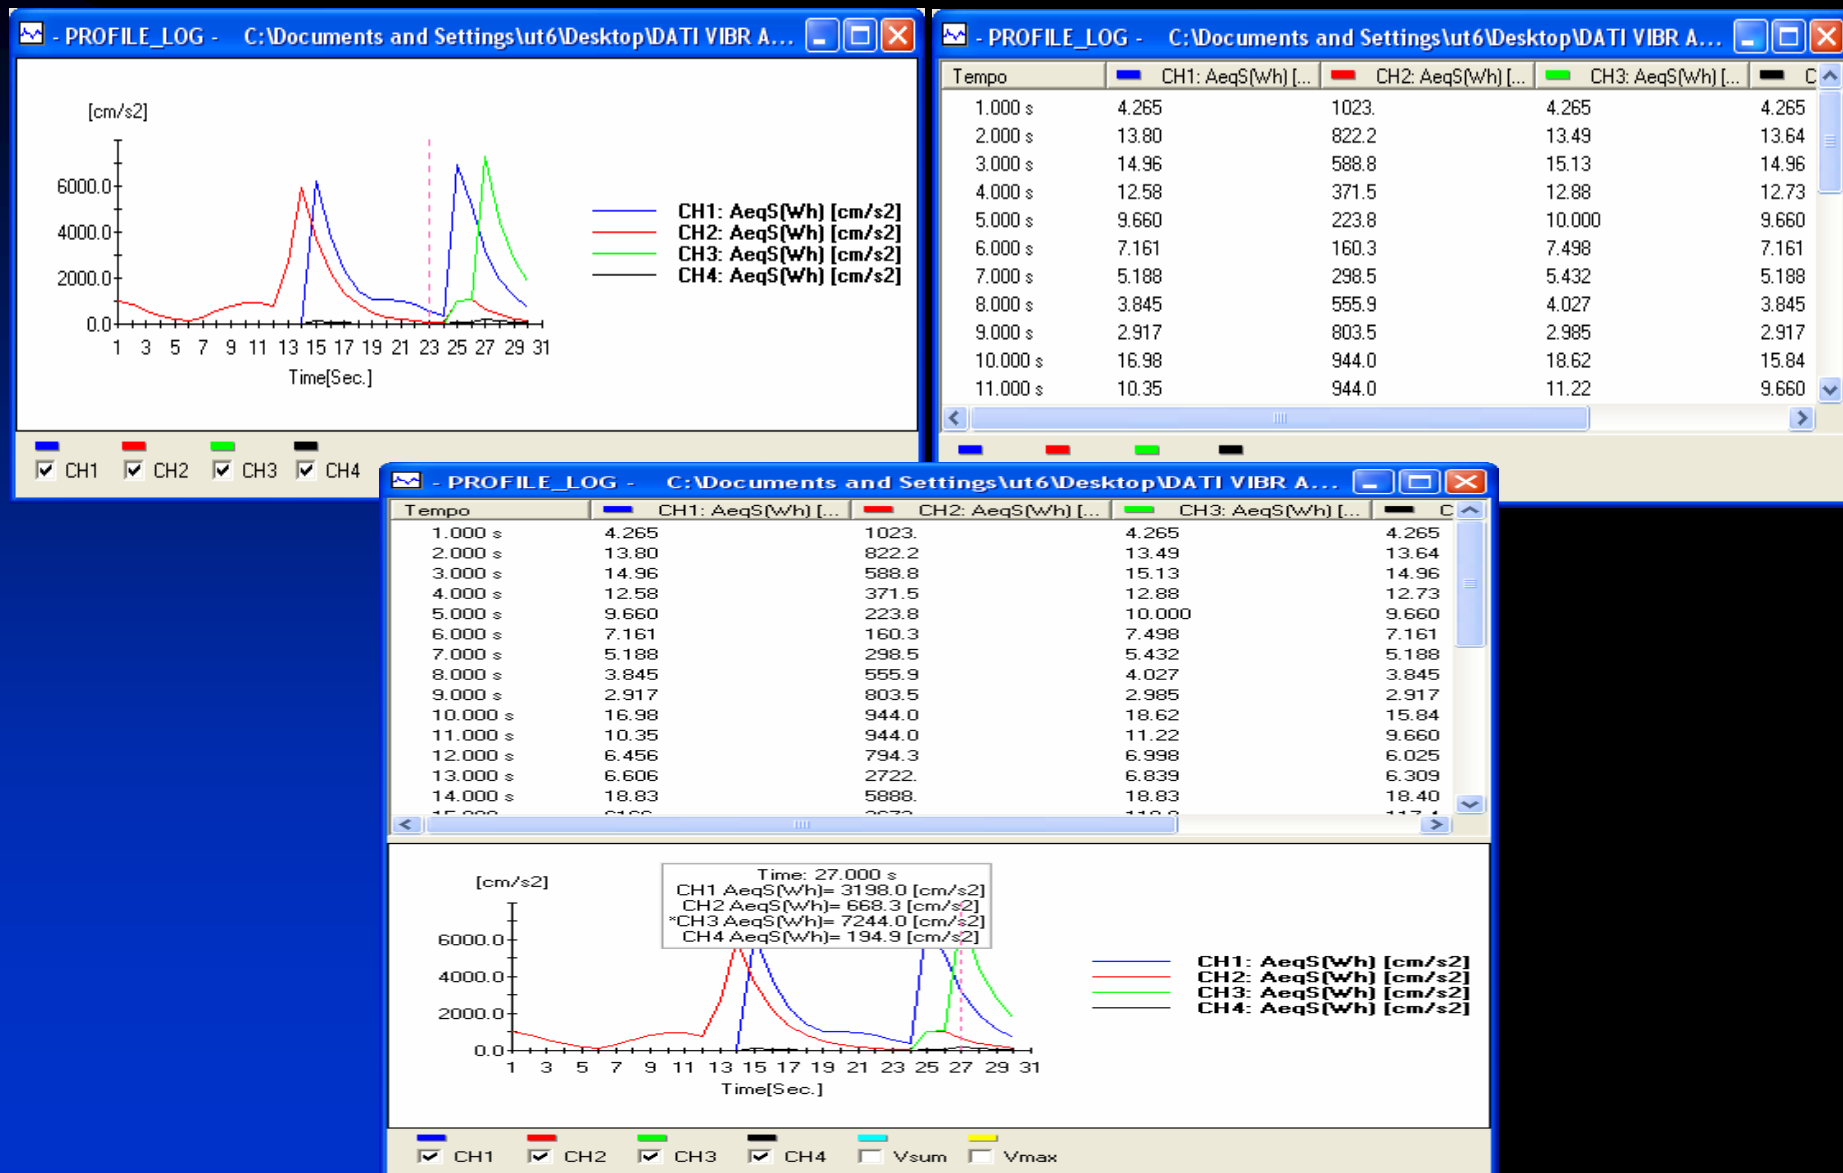 - PROFILE_LOG -    C:\Documents and Settings\ut6\Desktop\DATI VIBR A...
[cm/s2]
6000.0
4000.0
2000.0
0.0
1 3 5 7 9 11 13 15 17 19 21 23 25 27 29 31
Time[Sec.]
CH1: AeqS(Wh) [cm/s2]
CH2: AeqS(Wh) [cm/s2]
CH3: AeqS(Wh) [cm/s2]
CH4: AeqS(Wh) [cm/s2]
CH1 CH2 CH3 CH4
- PROFILE_LOG -    C:\Documents and Settings\ut6\Desktop\DATI VIBR A...
Tempo CH1: AeqS(Wh) [... CH2: AeqS(Wh) [... CH3: AeqS(Wh) [... C
1.000 s 4.265 1023. 4.265 4.265
2.000 s 13.80 822.2 13.49 13.64
3.000 s 14.96 588.8 15.13 14.96
4.000 s 12.58 371.5 12.88 12.73
5.000 s 9.660 223.8 10.000 9.660
6.000 s 7.161 160.3 7.498 7.161
7.000 s 5.188 298.5 5.432 5.188
8.000 s 3.845 555.9 4.027 3.845
9.000 s 2.917 803.5 2.985 2.917
10.000 s 16.98 944.0 18.62 15.84
11.000 s 10.35 944.0 11.22 9.660
- PROFILE_LOG -    C:\Documents and Settings\ut6\Desktop\DATI VIBR A...
Tempo CH1: AeqS(Wh) [... CH2: AeqS(Wh) [... CH3: AeqS(Wh) [... C
1.000 s 4.265 1023. 4.265 4.265
2.000 s 13.80 822.2 13.49 13.64
3.000 s 14.96 588.8 15.13 14.96
4.000 s 12.58 371.5 12.88 12.73
5.000 s 9.660 223.8 10.000 9.660
6.000 s 7.161 160.3 7.498 7.161
7.000 s 5.188 298.5 5.432 5.188
8.000 s 3.845 555.9 4.027 3.845
9.000 s 2.917 803.5 2.985 2.917
10.000 s 16.98 944.0 18.62 15.84
11.000 s 10.35 944.0 11.22 9.660
12.000 s 6.456 794.3 6.998 6.025
13.000 s 6.606 2722. 6.839 6.309
14.000 s 18.83 5888. 18.83 18.40
[cm/s2]
6000.0
4000.0
2000.0
0.0
1 3 5 7 9 11 13 15 17 19 21 23 25 27 29 31
Time[Sec.]
Time: 27.000 s
CH1 AeqS(Wh)= 3198.0 [cm/s2]
CH2 AeqS(Wh)= 668.3 [cm/s2]
*CH3 AeqS(Wh)= 7244.0 [cm/s2]
CH4 AeqS(Wh)= 194.9 [cm/s2]
CH1: AeqS(Wh) [cm/s2]
CH2: AeqS(Wh) [cm/s2]
CH3: AeqS(Wh) [cm/s2]
CH4: AeqS(Wh) [cm/s2]
CH1 CH2 CH3 CH4 Vsum Vmax